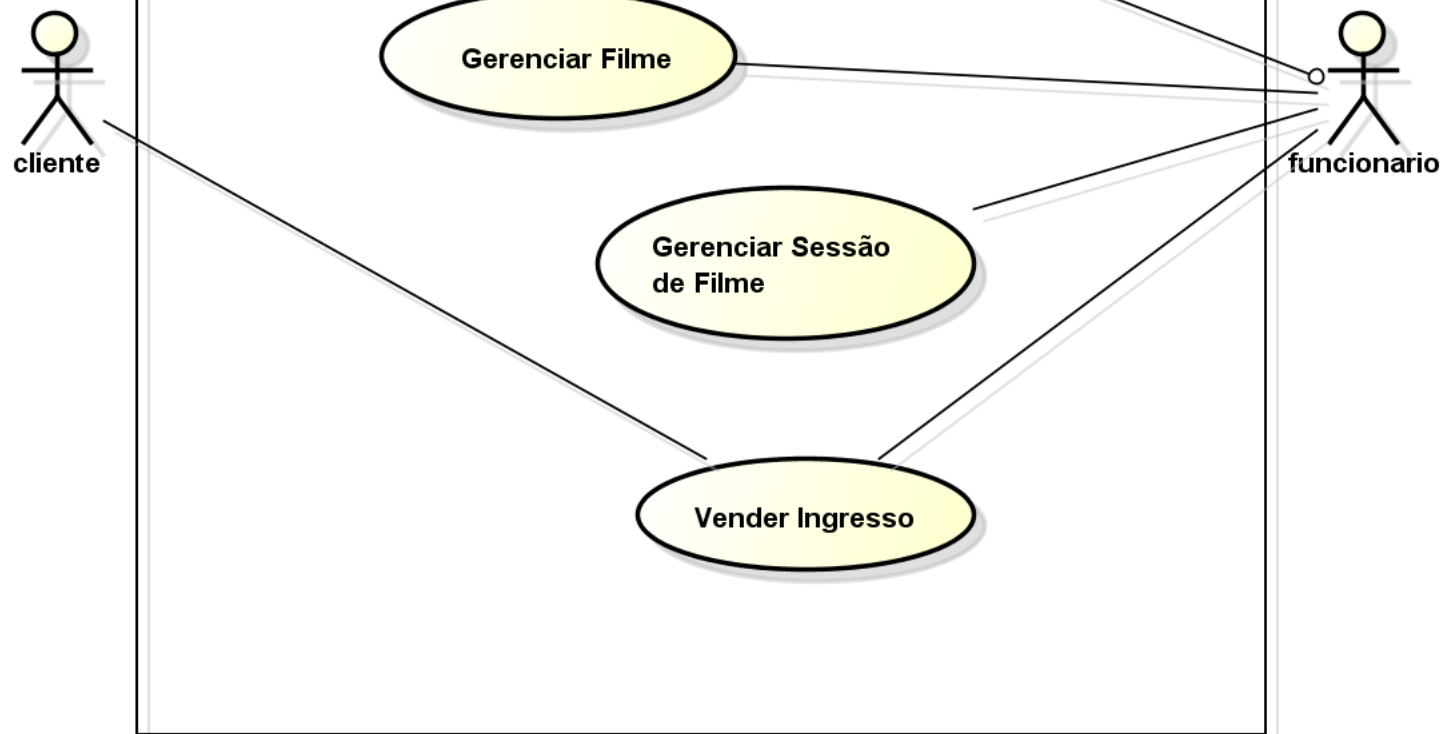 Gerenciar Filme
cliente
funcionario
Gerenciar Sessão
de Filme
Vender Ingresso